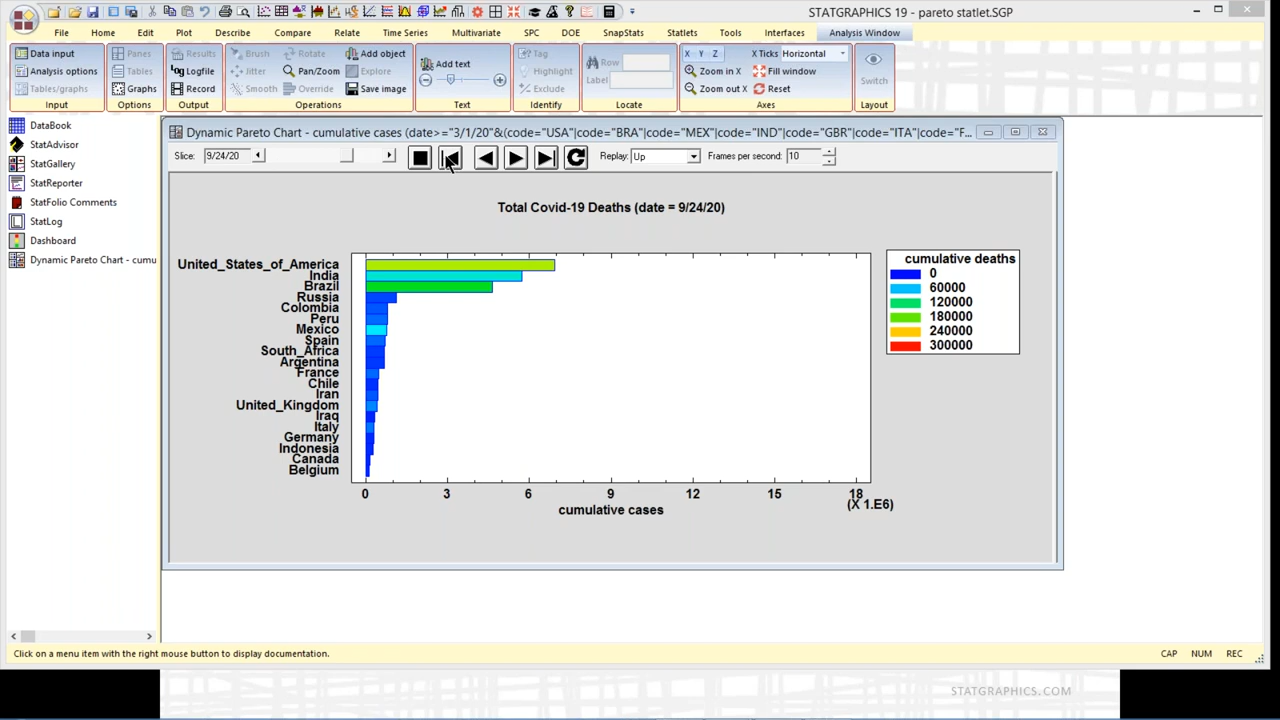 STATGRAPHICS 19 - pareto statlet.SGP
File Home Edit Plot Describe Compare Relate Time Series Multivariate SPC DOE SnapStats Statlets Tools Interfaces Analysis Window
Data input Panes Results Brush Rotate Add object Add text Tag Row X Y Z X Ticks Horizontal
Analysis options Tables Logfile Jitter Pan/Zoom Explore Highlight Label Zoom in X Fill window Switch
Tables/graphs Graphs Record Smooth Override Save image Exclude Zoom out X Reset
Input Options Output Operations Text Identify Locate Axes Layout
DataBook
StatAdvisor
StatGallery
StatReporter
StatFolio Comments
StatLog
Dashboard
Dynamic Pareto Chart - cumu
Dynamic Pareto Chart - cumulative cases (date>="3/1/20"&(code="USA"|code="BRA"|code="MEX"|code="IND"|code="GBR"|code="ITA"|code="F...
Slice: 9/24/20 Replay: Up Frames per second: 10
Total Covid-19 Deaths (date = 9/24/20)
United_States_of_America
India
Brazil
Russia
Colombia
Peru
Mexico
Spain
South_Africa
Argentina
France
Chile
Iran
United_Kingdom
Iraq
Italy
Germany
Indonesia
Canada
Belgium
0 3 6 9 12 15 18
(X 1.E6)
cumulative cases
cumulative deaths
0
60000
120000
180000
240000
300000
Click on a menu item with the right mouse button to display documentation.
CAP NUM REC
STATGRAPHICS.COM